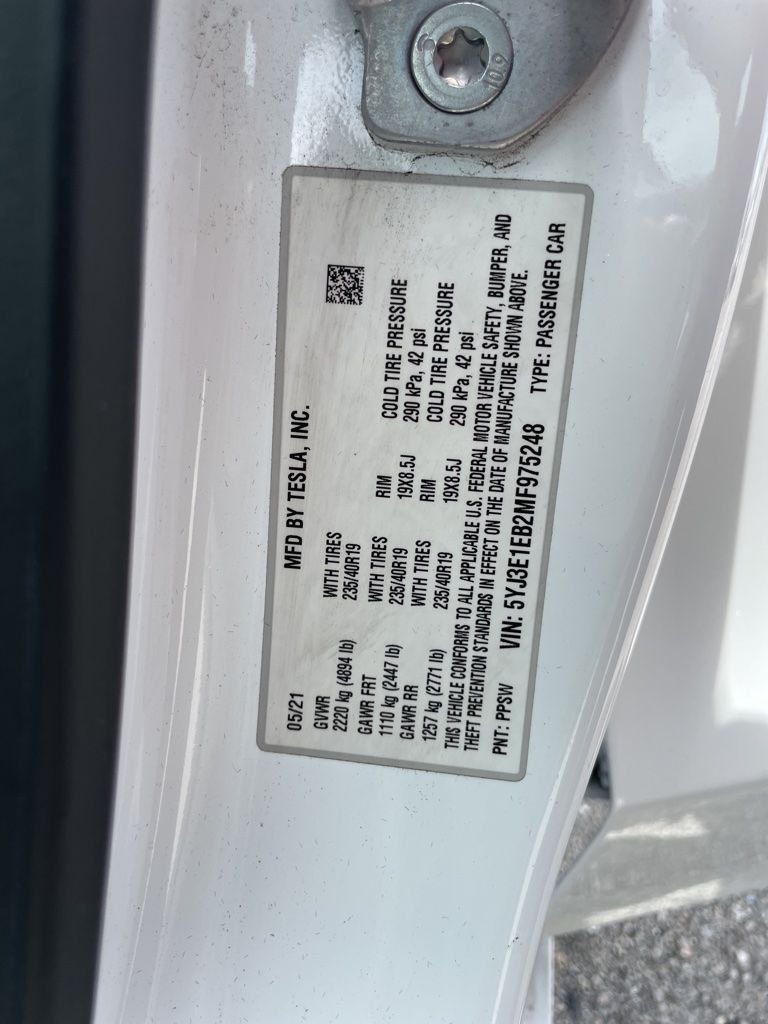 10.9
05/21 MFD BY TESLA, INC.
GVWR WITH TIRES
2220 kg (4894 lb) 235/40R19
GAWR FRT WITH TIRES RIM COLD TIRE PRESSURE
1110 kg (2447 lb) 235/40R19 19X8.5J 290 kPa, 42 psi
GAWR RR WITH TIRES RIM COLD TIRE PRESSURE
1257 kg (2771 lb) 235/40R19 19X8.5J 290 kPa, 42 psi
THIS VEHICLE CONFORMS TO ALL APPLICABLE U.S. FEDERAL MOTOR VEHICLE SAFETY, BUMPER, AND
THEFT PREVENTION STANDARDS IN EFFECT ON THE DATE OF MANUFACTURE SHOWN ABOVE.
PNT: PPSW VIN: 5YJ3E1EB2MF975248 TYPE: PASSENGER CAR